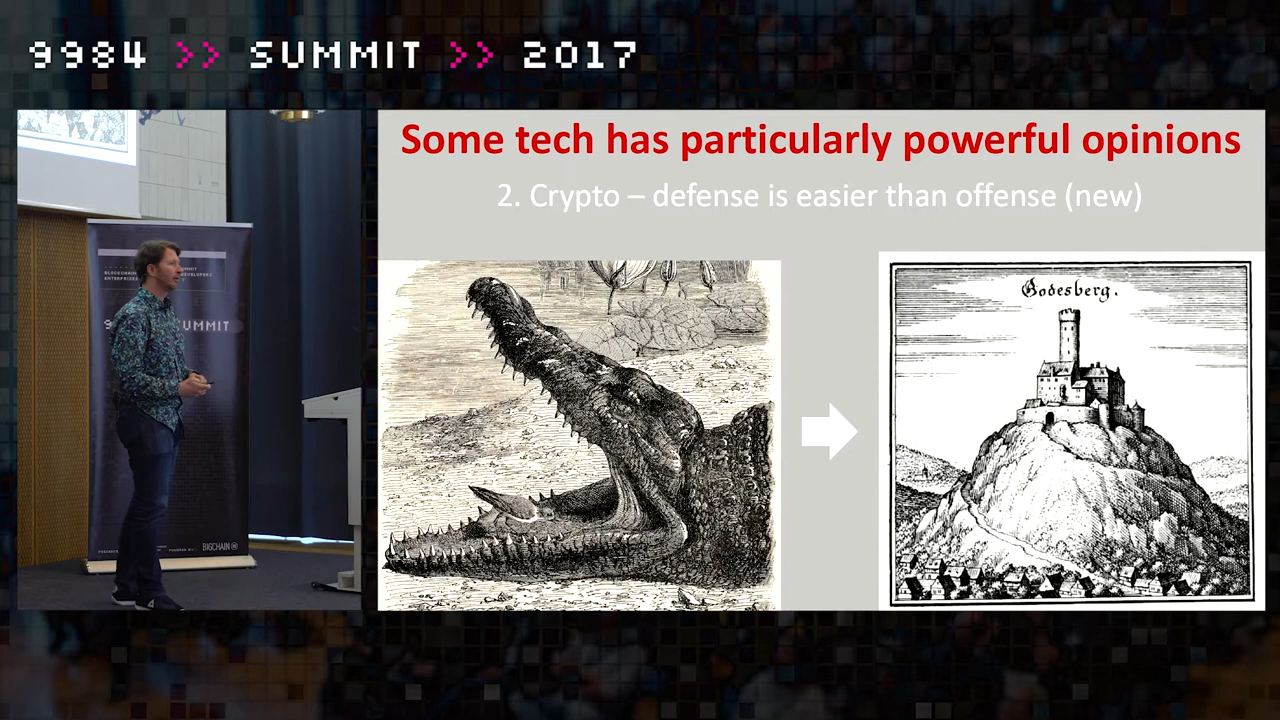 9984 >> SUMMIT >> 2017
Some tech has particularly powerful opinions
2. Crypto – defense is easier than offense (new)
Godesberg.
SUMMIT
BIGCHAIN